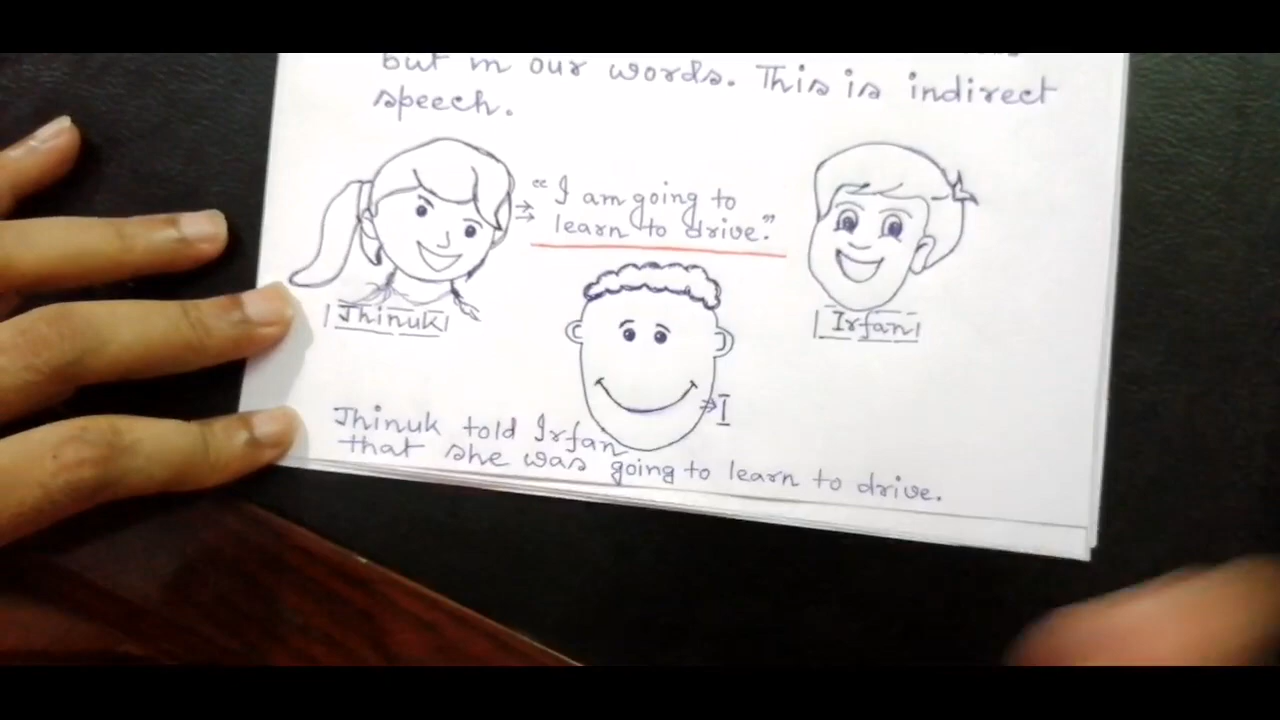 but in our words. This is indirect
speech.
"I am going to
learn to drive."
Jhinuk
Irfan
I
Jhinuk told Irfan
that she was going to learn to drive.